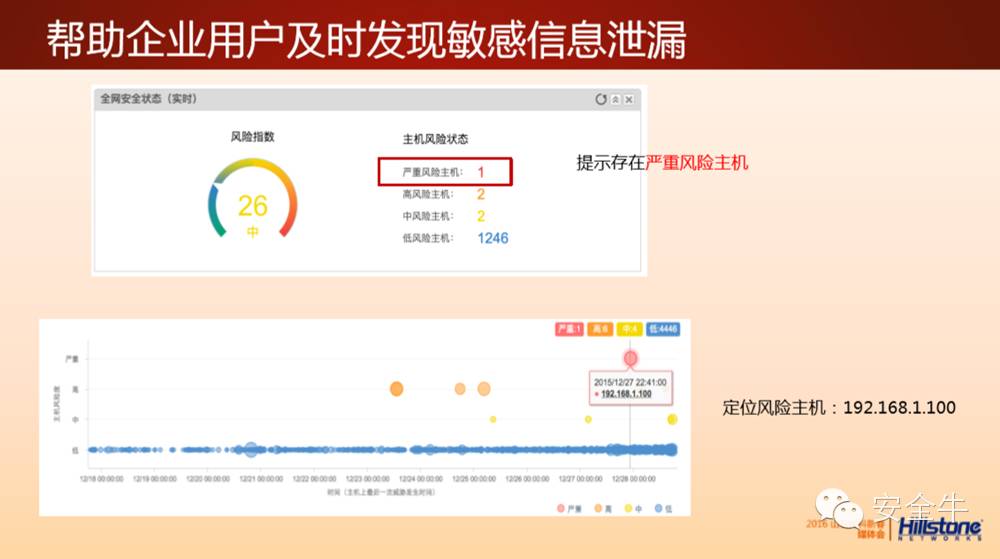 帮助企业用户及时发现敏感信息泄漏
全网安全状态（实时）
风险指数
26
中
主机风险状态
严重风险主机： 1
高风险主机： 2
中风险主机： 2
低风险主机： 1246
提示存在严重风险主机
严重:1 高:6 中:4 低:4446
严重
高
中
低
主机风险度
2015/12/27 22:41:00
192.168.1.100
12/18 00:00:00 12/19 00:00:00 12/20 00:00:00 12/21 00:00:00 12/22 00:00:00 12/23 00:00:00 12/24 00:00:00 12/25 00:00:00 12/26 00:00:00 12/27 00:00:00 12/28 00:00:00
时间（主机上最后一次威胁发生时间）
严重 高 中 低
定位风险主机：192.168.1.100
安全牛
2016
媒体会
Hillstone
NETWORKS